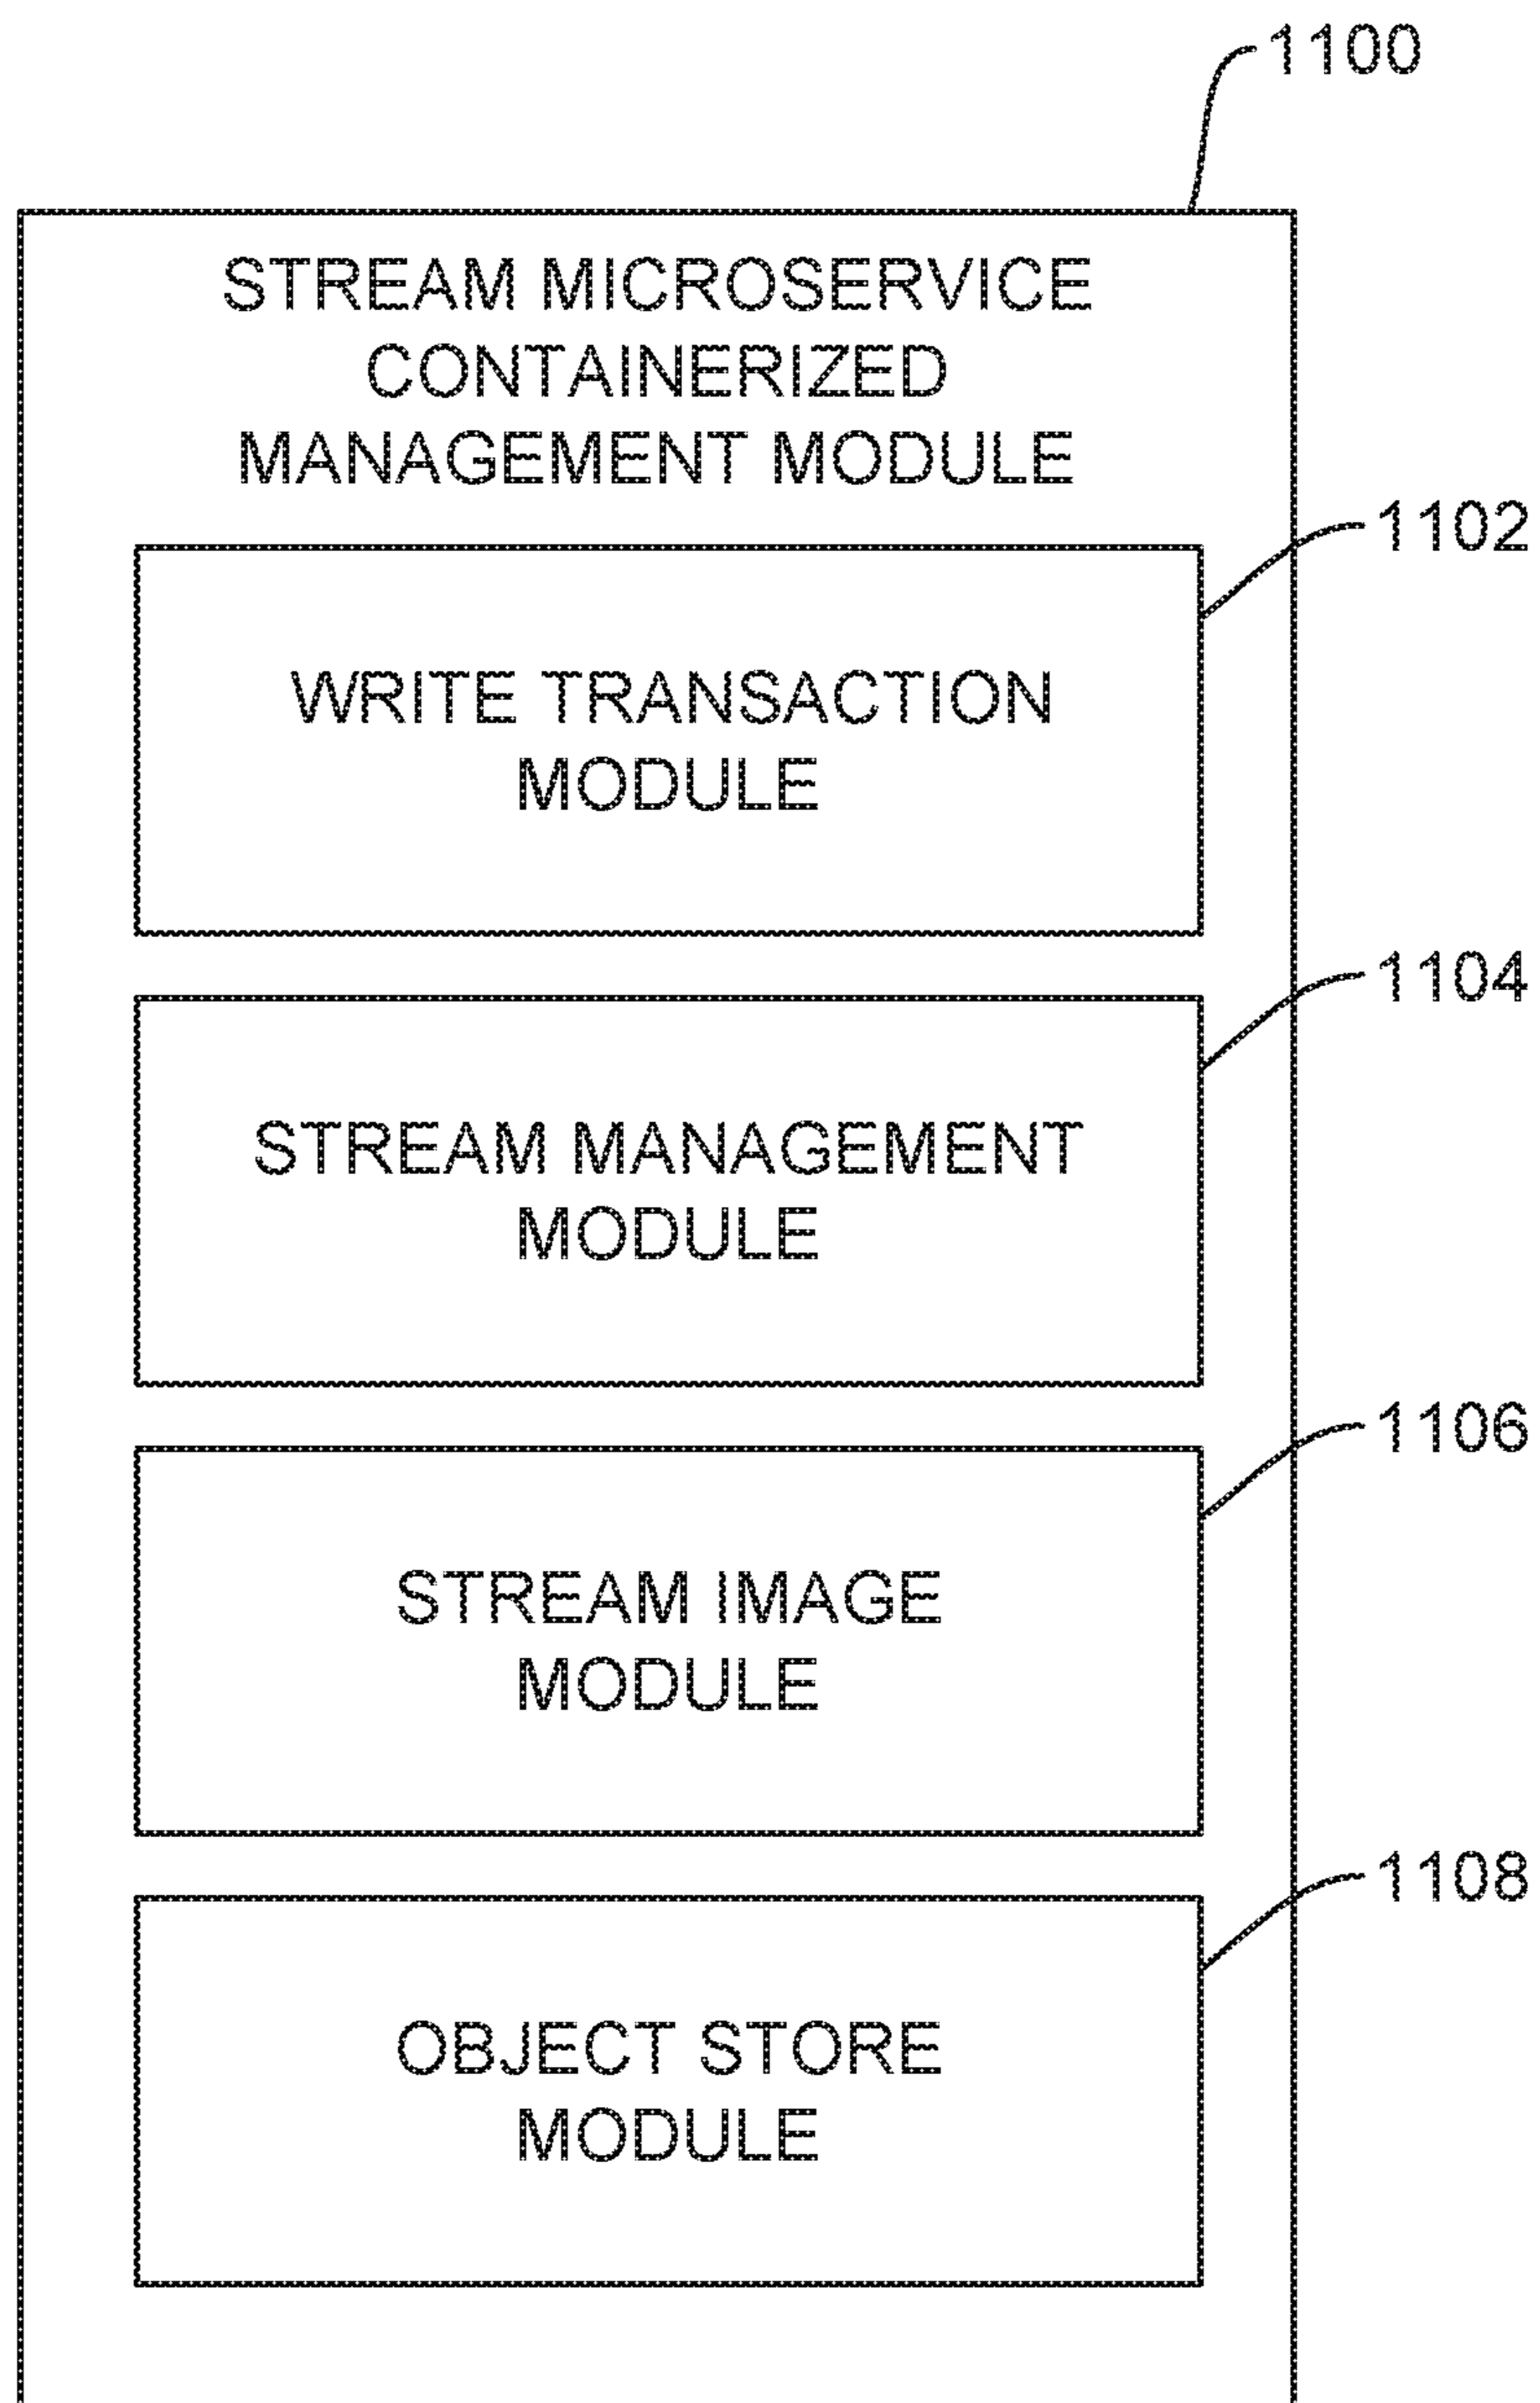 1100
STREAM MICROSERVICE
CONTAINERIZED
MANAGEMENT MODULE
1102
WRITE TRANSACTION
MODULE
1104
STREAM MANAGEMENT
MODULE
1106
STREAM IMAGE
MODULE
1108
OBJECT STORE
MODULE